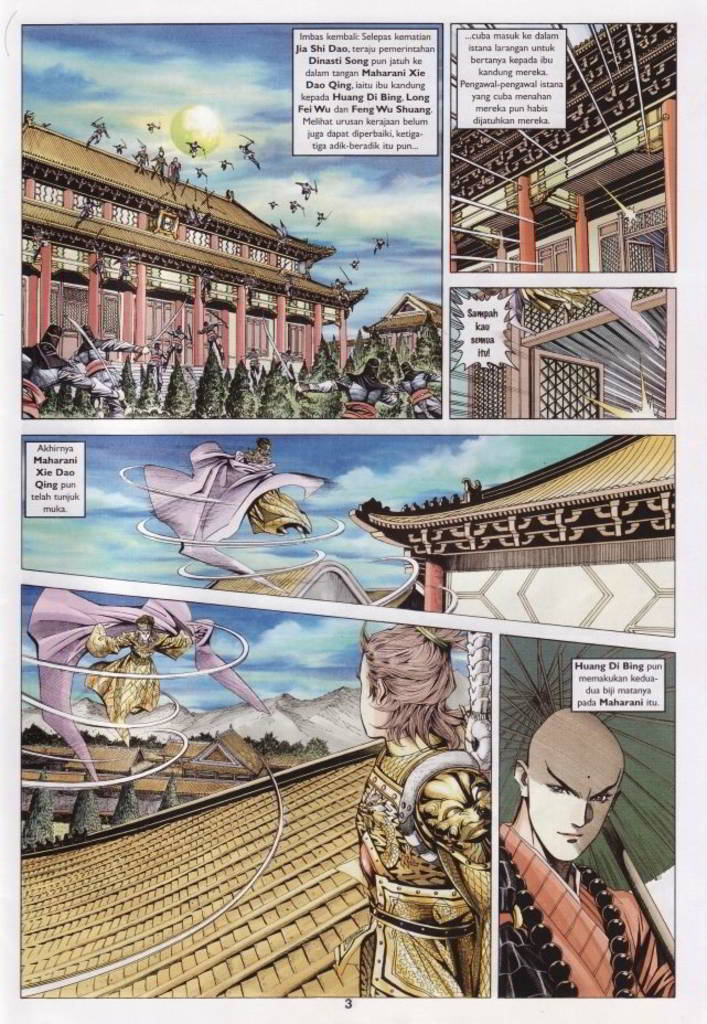 Imbas kembali: Selepas kematian
Jia Shi Dao, teraju pemerintahan
Dinasti Song pun jatuh ke
dalam tangan Maharani Xie
Dao Qing, iaitu ibu kandung
kepada Huang Di Bing, Long
Fei Wu dan Feng Wu Shuang.
Melihat urusan kerajaan belum
juga dapat diperbaiki, ketiga-
tiga adik-beradik itu pun...
...cuba masuk ke dalam
istana larangan untuk
bertanya kepada ibu
kandung mereka.
Pengawal-pengawal istana
yang cuba menahan
mereka pun habis
dijatuhkan mereka.
Sampah
kau
semua
itu!
Akhirnya
Maharani
Xie Dao
Qing pun
telah tunjuk
muka.
Huang Di Bing pun
memakukan kedua-
dua biji matanya
pada Maharani itu.
3